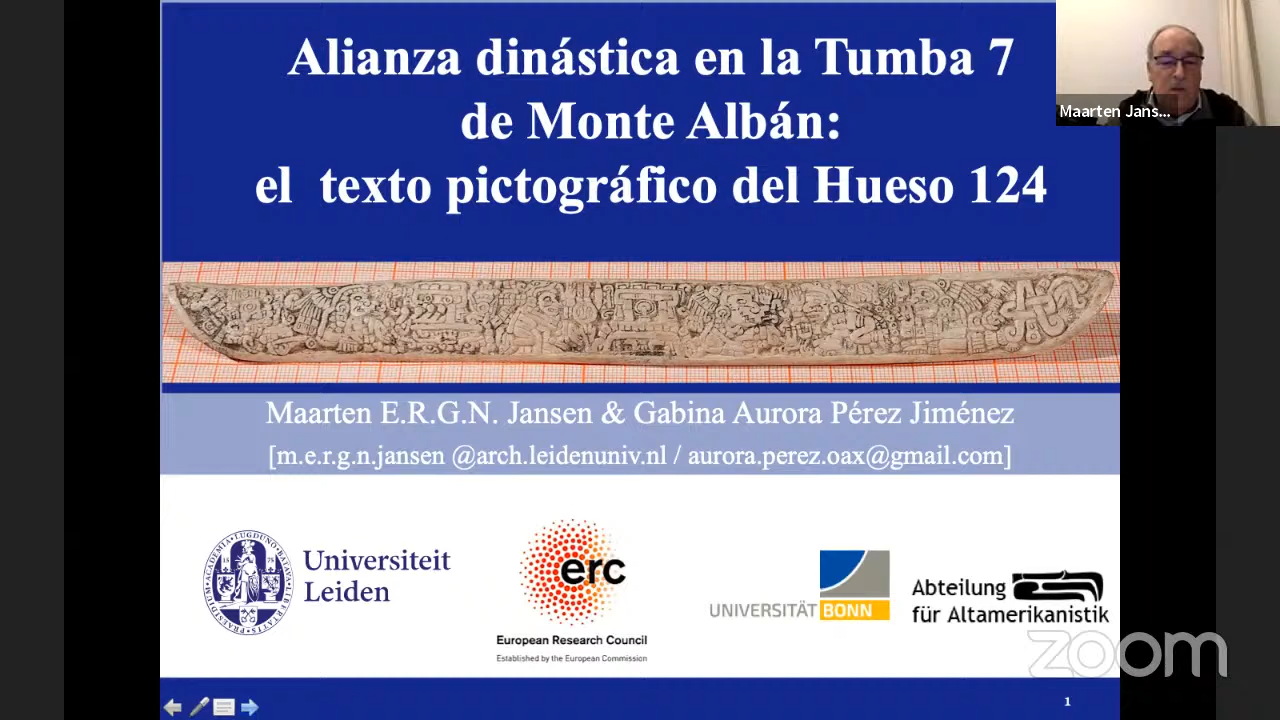 Alianza dinástica en la Tumba 7
de Monte Albán:
el texto pictográfico del Hueso 124
Maarten Jans...
Maarten E.R.G.N. Jansen & Gabina Aurora Pérez Jiménez
[m.e.r.g.n.jansen @arch.leidenuniv.nl / aurora.perez.oax@gmail.com]
Universiteit
Leiden
erc
European Research Council
Established by the European Commission
UNIVERSITÄT BONN
Abteilung
für Altamerikanistik
zoom
1